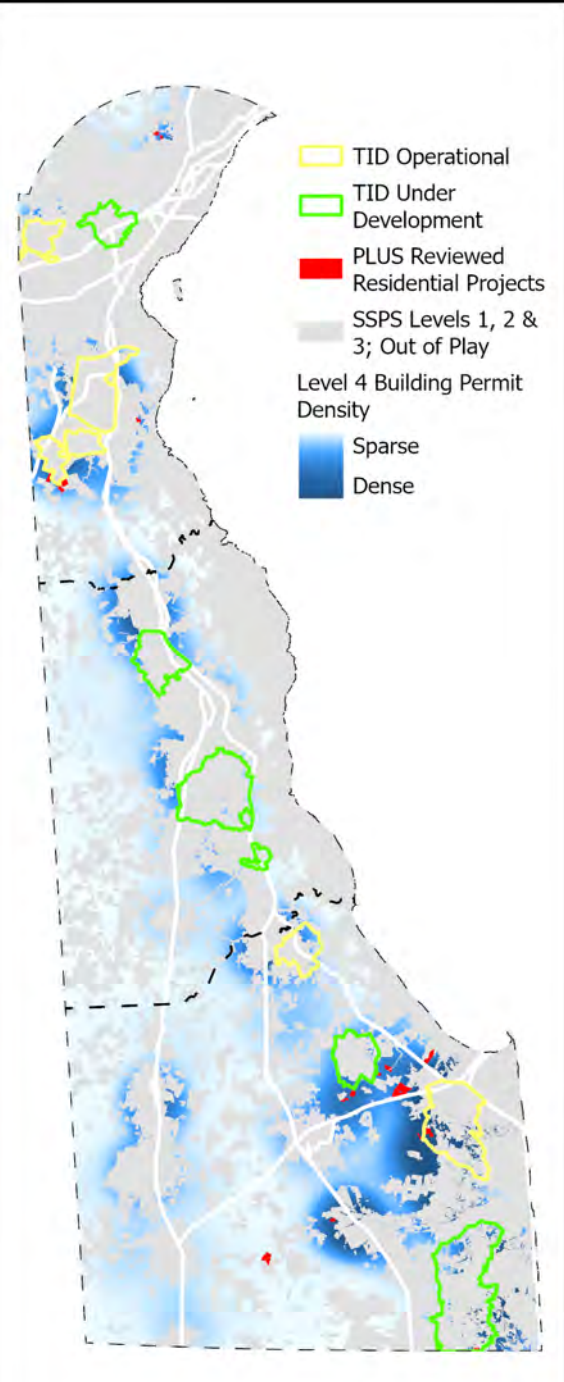 TID Operational
TID Under
Development
PLUS Reviewed
Residential Projects
SSPS Levels 1, 2 &
3; Out of Play
Level 4 Building Permit
Density
Sparse
Dense